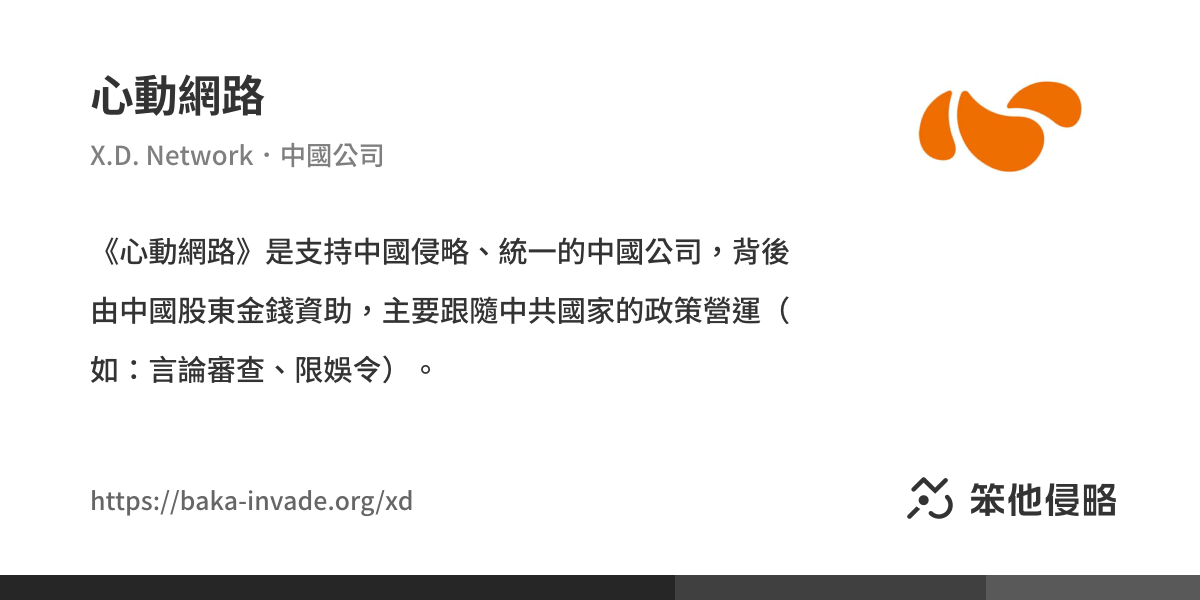 心動網路
X.D. Network・中國公司
《心動網路》是支持中國侵略、統一的中國公司，背後
由中國股東金錢資助，主要跟隨中共國家的政策營運（
如：言論審查、限娛令）。
https://baka-invade.org/xd
笨他侵略